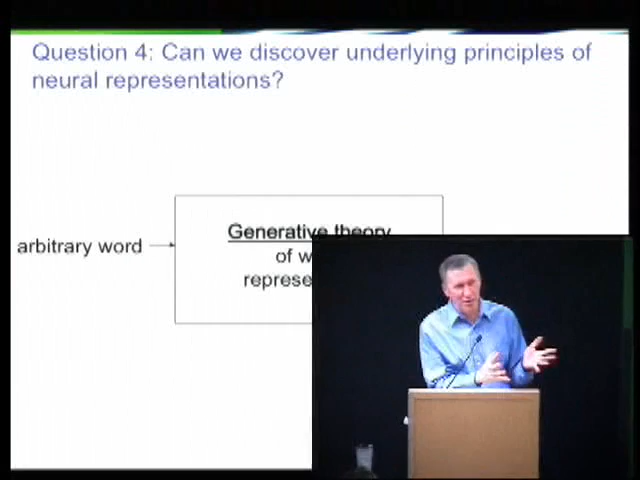 Question 4: Can we discover underlying principles of
neural representations?
arbitrary word
Generative theory
of w
represe